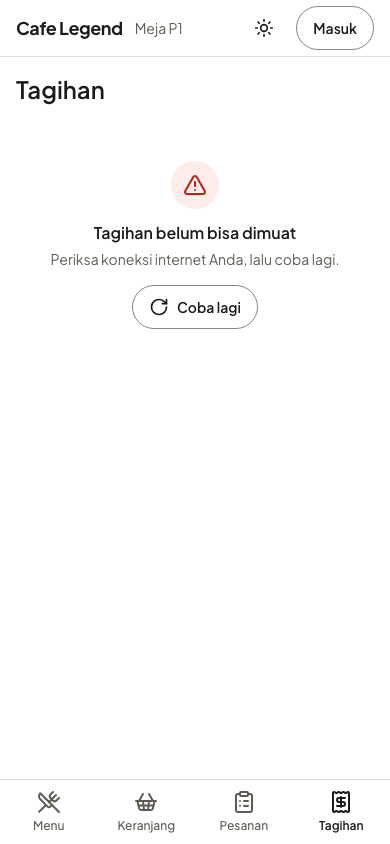 Cafe Legend Meja P1 Masuk
Tagihan
Tagihan belum bisa dimuat
Periksa koneksi internet Anda, lalu coba lagi.
Coba lagi
Menu Keranjang Pesanan Tagihan